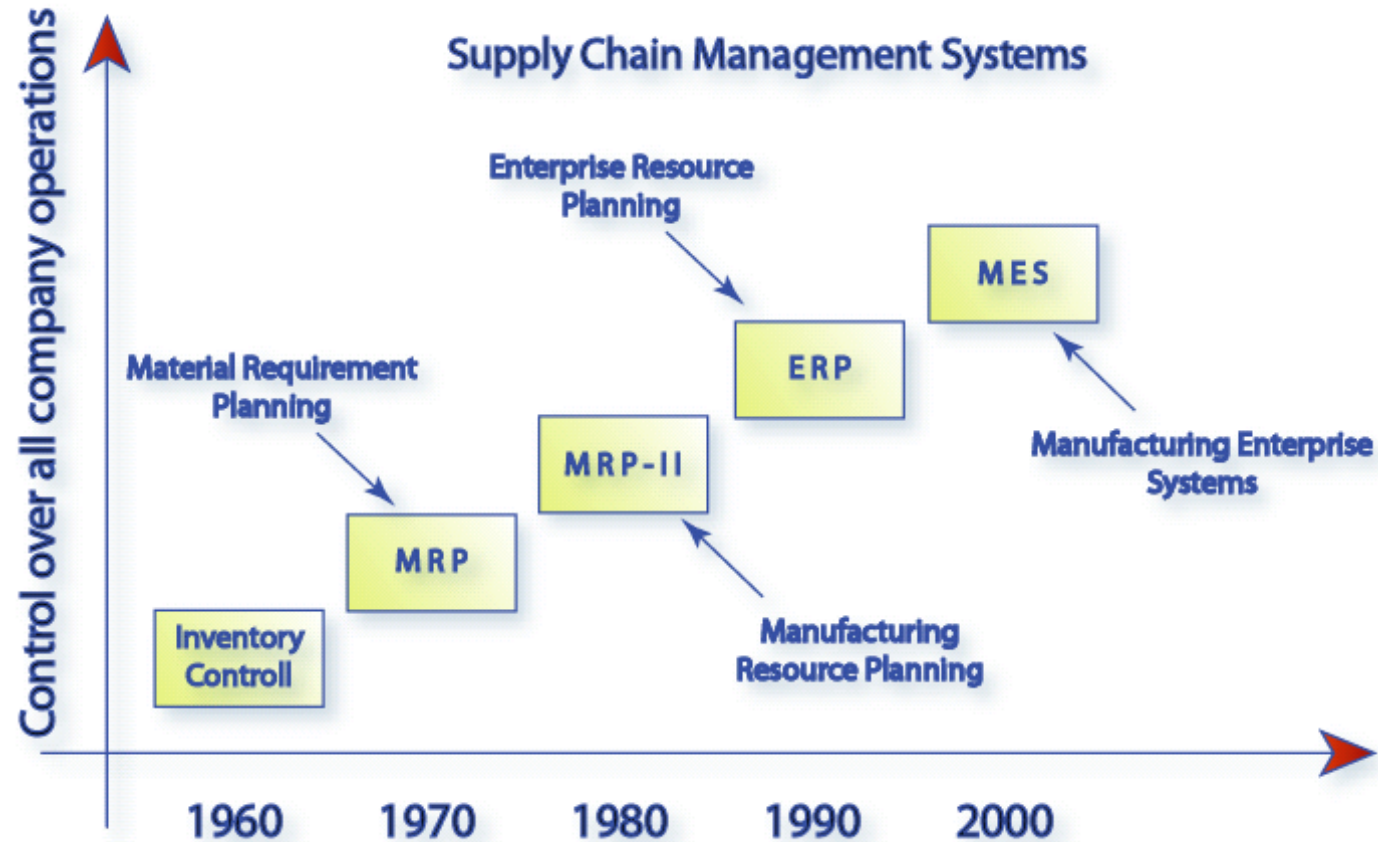 Supply Chain Management Systems
Control over all company operations
Enterprise Resource
Planning
MES
Material Requirement
Planning
ERP
Manufacturing Enterprise
Systems
MRP-II
MRP
Manufacturing
Resource Planning
Inventory
Controll
1960 1970 1980 1990 2000